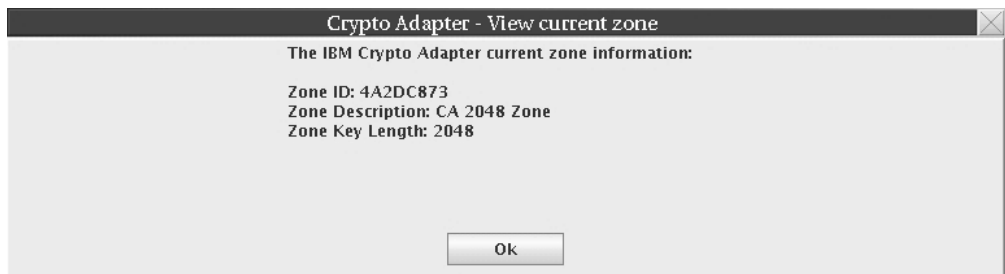 Crypto Adapter - View current zone
The IBM Crypto Adapter current zone information:
Zone ID: 4A2DC873
Zone Description: CA 2048 Zone
Zone Key Length: 2048
Ok